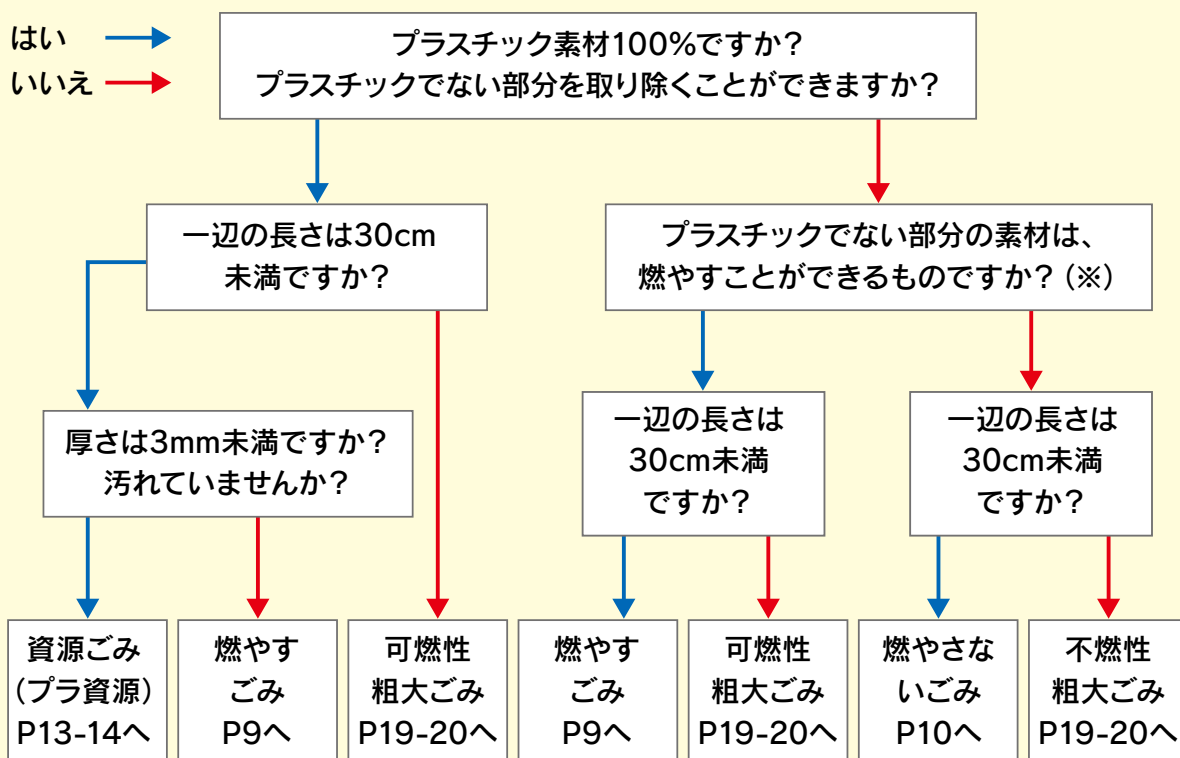 はい
いいえ
プラスチック素材100%ですか?
プラスチックでない部分を取り除くことができますか?
一辺の長さは30cm
未満ですか?
プラスチックでない部分の素材は、
燃やすことができるものですか?(※)
厚さは3mm未満ですか?
汚れていませんか?
一辺の長さは
30cm未満
ですか?
一辺の長さは
30cm未満
ですか?
資源ごみ
(プラ資源)
P13-14へ
燃やす
ごみ
P9へ
可燃性
粗大ごみ
P19-20へ
燃やす
ごみ
P9へ
可燃性
粗大ごみ
P19-20へ
燃やさな
いごみ
P10へ
不燃性
粗大ごみ
P19-20へ